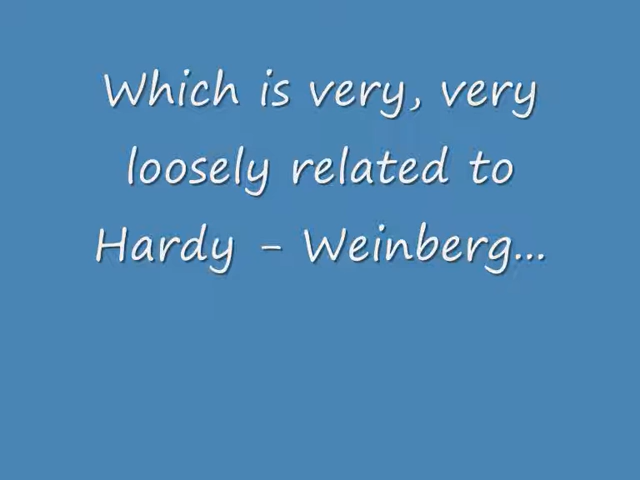 Which is very, very
loosely related to
Hardy - Weinberg...